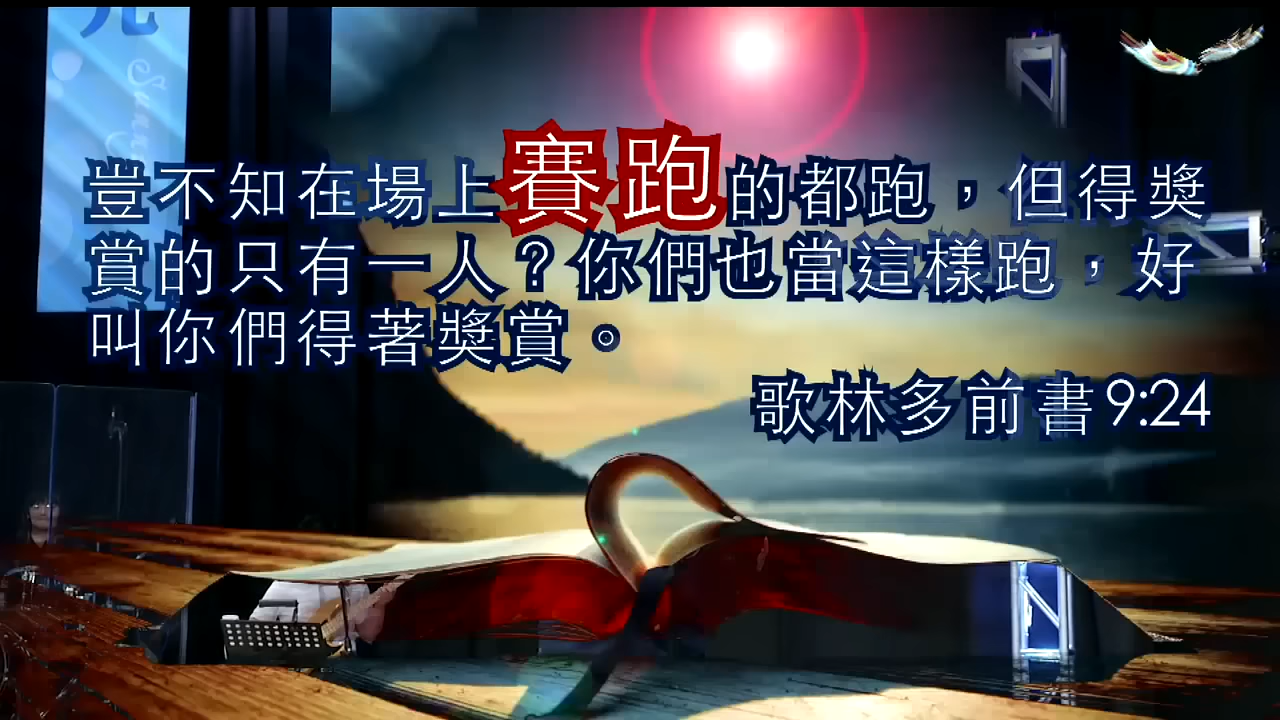 豈不知在場上賽跑的都跑，但得獎
賞的只有一人？你們也當這樣跑，好
叫你們得著獎賞。
歌林多前書9:24